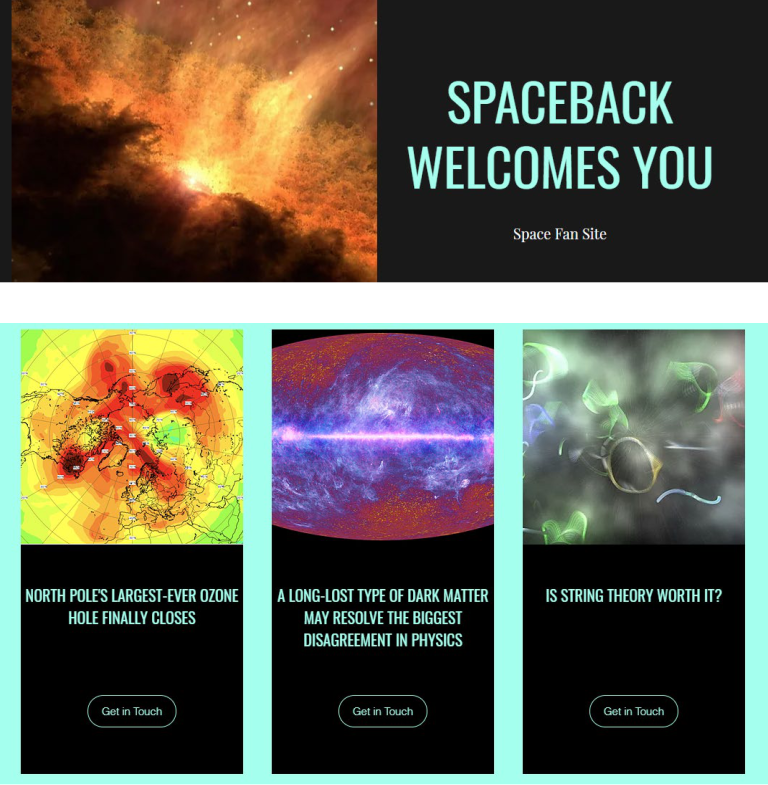 SPACEBACK
WELCOMES YOU
Space Fan Site
NORTH POLE'S LARGEST-EVER OZONE
HOLE FINALLY CLOSES
Get in Touch
A LONG-LOST TYPE OF DARK MATTER
MAY RESOLVE THE BIGGEST
DISAGREEMENT IN PHYSICS
Get in Touch
IS STRING THEORY WORTH IT?
Get in Touch